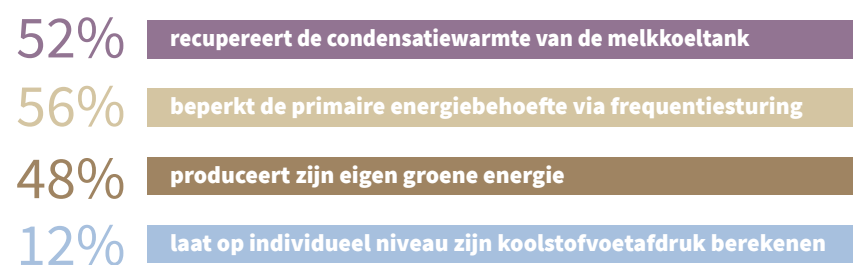 52% recupereert de condensatiewarmte van de melkkoeltank
56% beperkt de primaire energiebehoefte via frequentiesturing
48% produceert zijn eigen groene energie
12% laat op individueel niveau zijn koolstofvoetafdruk berekenen